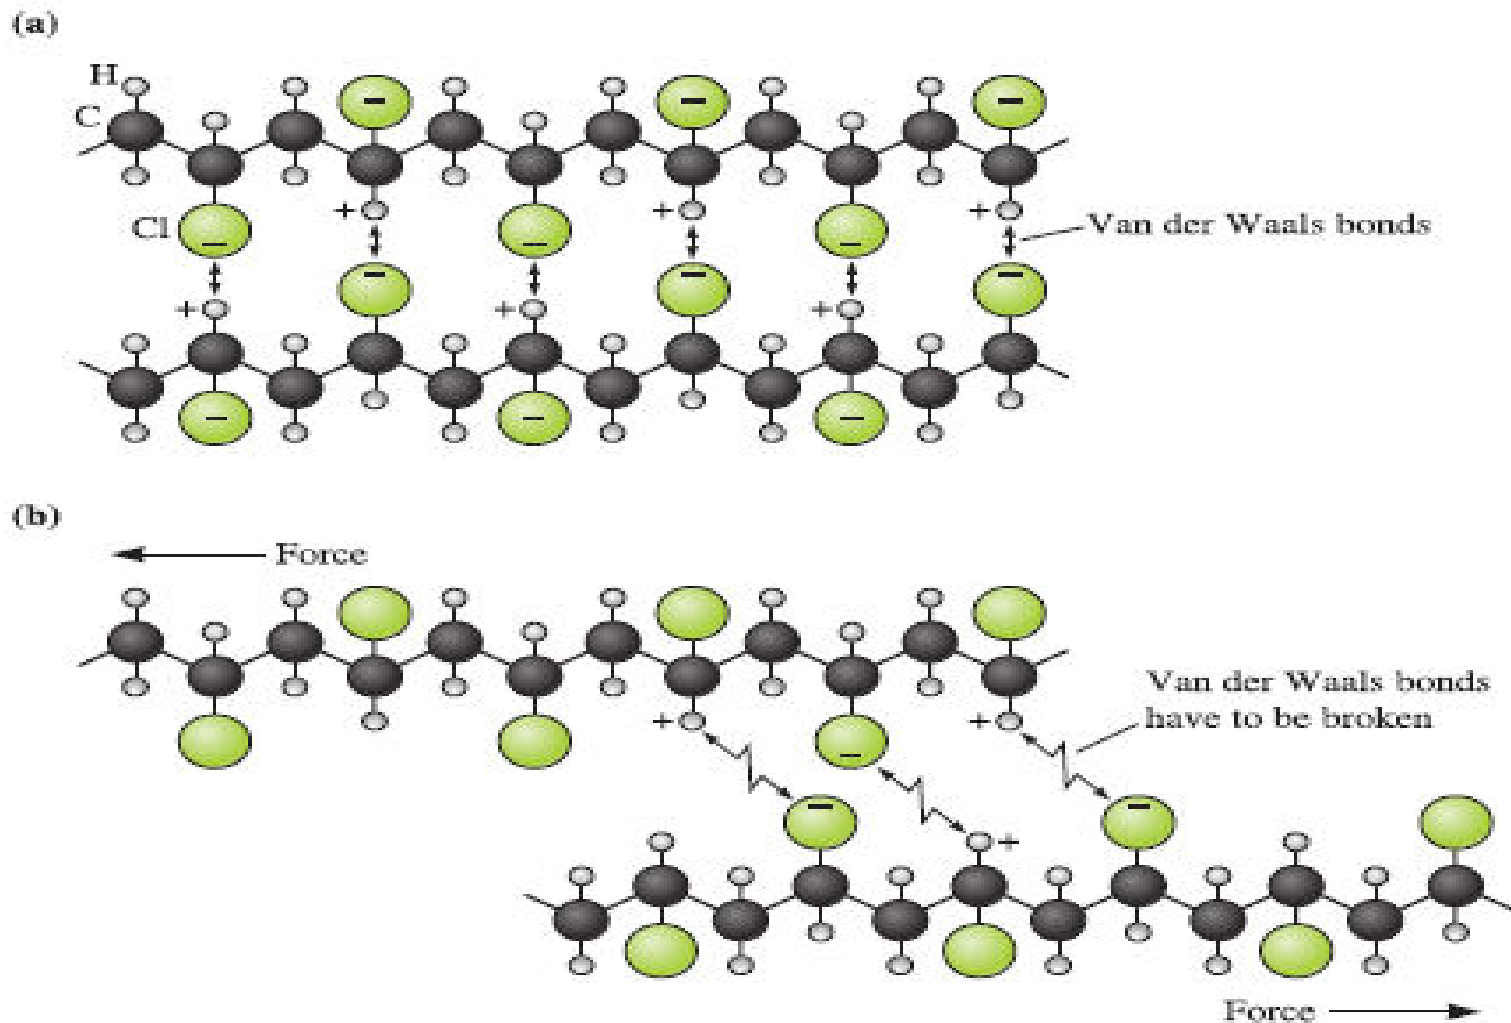 (a)
H
C
Cl
Van der Waals bonds
(b)
Force
Van der Waals bonds
have to be broken
Force